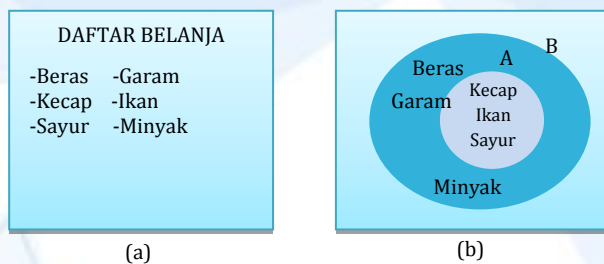 DAFTAR BELANJA
-Beras -Garam
-Kecap -Ikan
-Sayur -Minyak
(a)
B
A
Beras
Kecap
Garam
Ikan
Sayur
Minyak
(b)